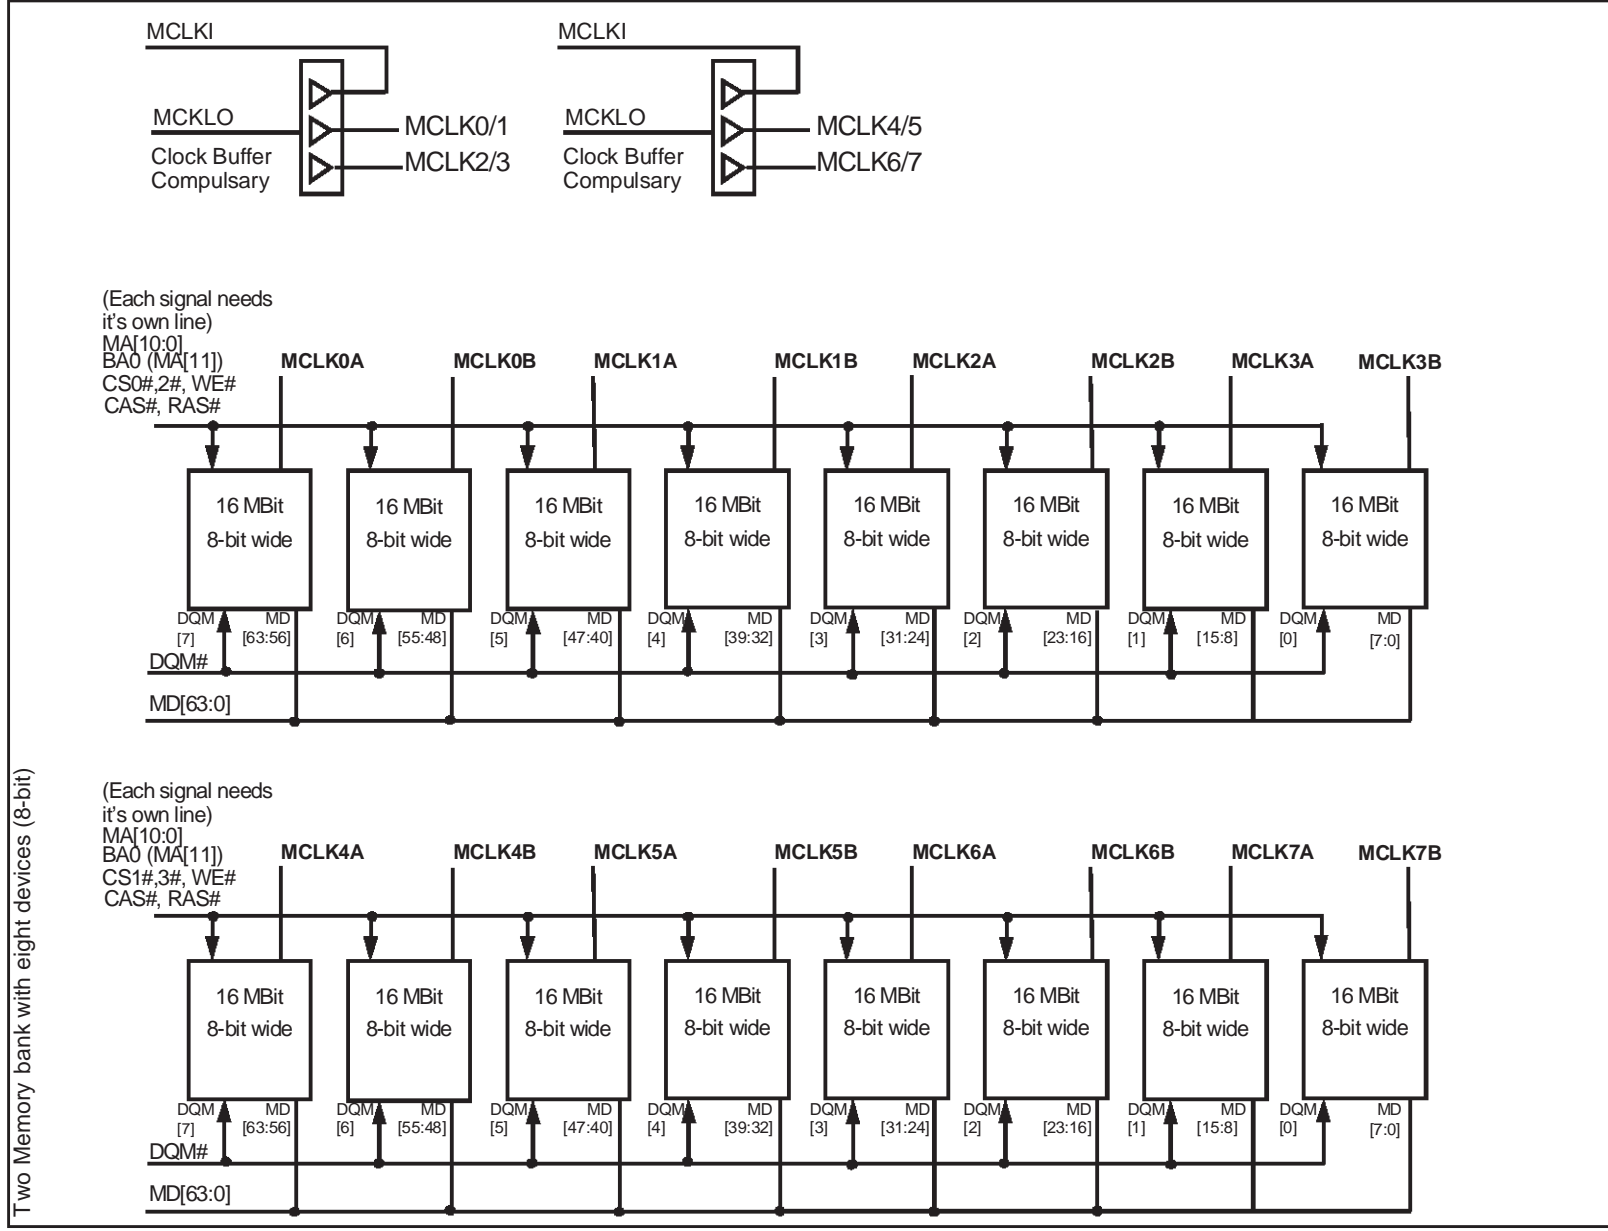 MCLKI
MCKLO
Clock Buffer
Compulsary
MCLK0/1
MCLK2/3
MCLKI
MCKLO
Clock Buffer
Compulsary
MCLK4/5
MCLK6/7
(Each signal needs
it's own line)
MA[10:0]
BA0 (MA[11])
CS0#,2#, WE#
CAS#, RAS#
MCLK0A MCLK0B MCLK1A MCLK1B MCLK2A MCLK2B MCLK3A MCLK3B
16 MBit 16 MBit 16 MBit 16 MBit 16 MBit 16 MBit 16 MBit 16 MBit
8-bit wide 8-bit wide 8-bit wide 8-bit wide 8-bit wide 8-bit wide 8-bit wide 8-bit wide
DQM MD DQM MD DQM MD DQM MD DQM MD DQM MD DQM MD DQM MD
[7] [63:56] [6] [55:48] [5] [47:40] [4] [39:32] [3] [31:24] [2] [23:16] [1] [15:8] [0] [7:0]
DQM#
MD[63:0]
(Each signal needs
it's own line)
MA[10:0]
BA0 (MA[11])
CS1#,3#, WE#
CAS#, RAS#
MCLK4A MCLK4B MCLK5A MCLK5B MCLK6A MCLK6B MCLK7A MCLK7B
16 MBit 16 MBit 16 MBit 16 MBit 16 MBit 16 MBit 16 MBit 16 MBit
8-bit wide 8-bit wide 8-bit wide 8-bit wide 8-bit wide 8-bit wide 8-bit wide 8-bit wide
DQM MD DQM MD DQM MD DQM MD DQM MD DQM MD DQM MD DQM MD
[7] [63:56] [6] [55:48] [5] [47:40] [4] [39:32] [3] [31:24] [2] [23:16] [1] [15:8] [0] [7:0]
DQM#
MD[63:0]
Two Memory bank with eight devices (8-bit)